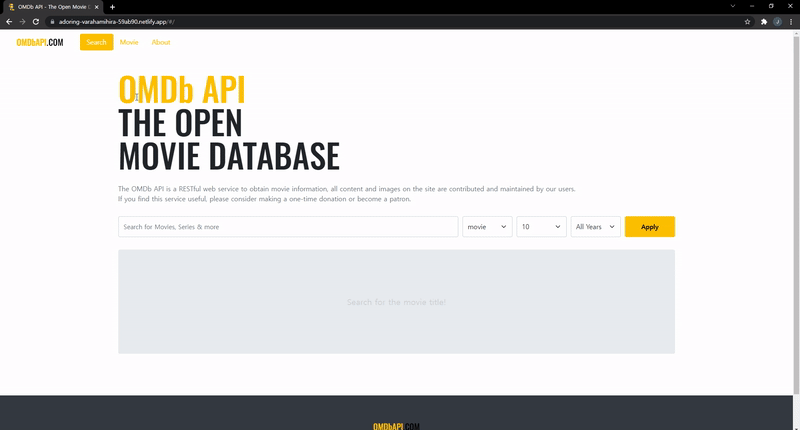 OMDb API - The Open Movie D
adoring-varahamihira-59ab90.netlify.app/#/
J
OMDbAPI.COM
Search
Movie
About
OMDb API
THE OPEN
MOVIE DATABASE
The OMDb API is a RESTful web service to obtain movie information, all content and images on the site are contributed and maintained by our users.
If you find this service useful, please consider making a one-time donation or become a patron.
Search for Movies, Series & more
movie
10
All Years
Apply
Search for the movie title!
OMDbAPI.COM